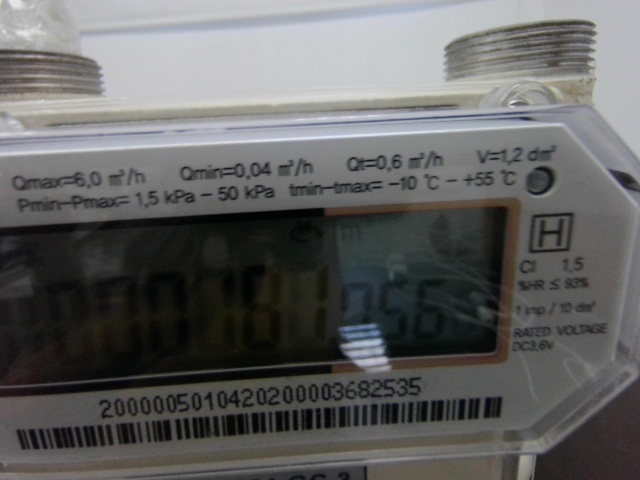 Qmax=6,0 m³/h Qmin=0,04 m³/h Qt=0,6 m³/h V=1,2 dm³
Pmin-Pmax= 1,5 kPa - 50 kPa tmin-tmax= -10 °C - +55 °C
H
Cl 1,5
%HR ≤ 93%
1 imp / 10 dm³
RATED VOLTAGE
DC3,6V
m³
20000050104202000003682535